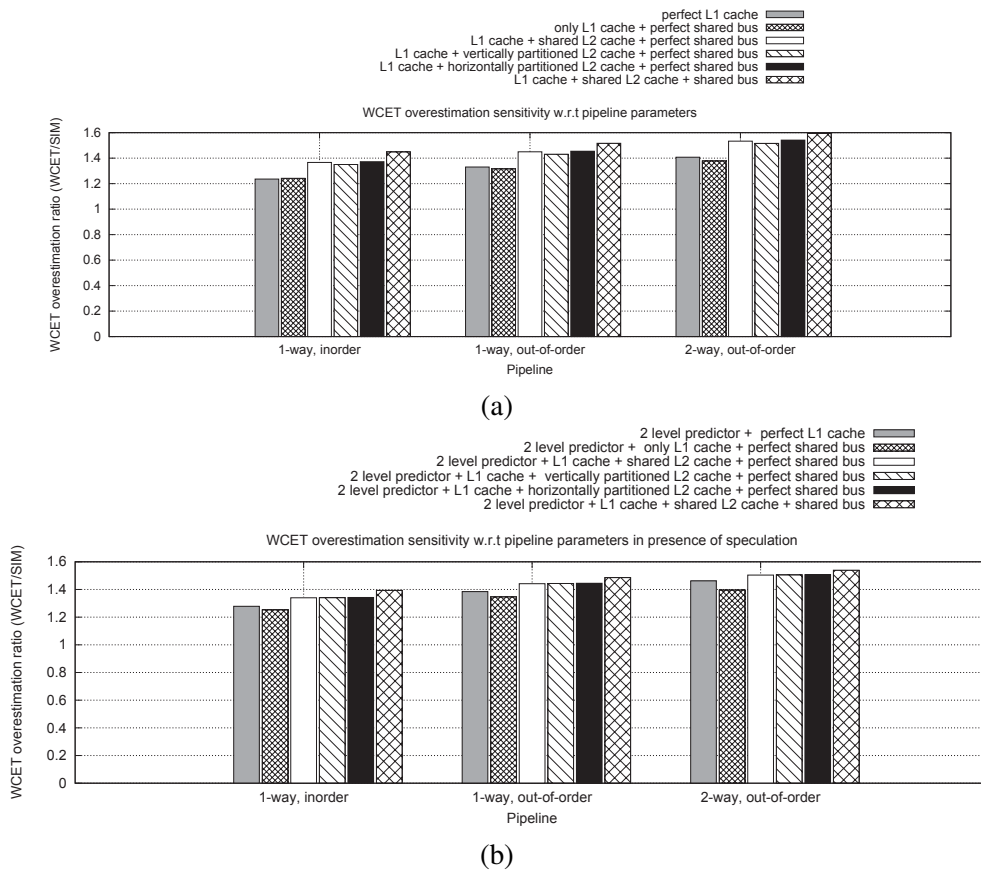 perfect L1 cache
only L1 cache + perfect shared bus
L1 cache + shared L2 cache + perfect shared bus
L1 cache + vertically partitioned L2 cache + perfect shared bus
L1 cache + horizontally partitioned L2 cache + perfect shared bus
L1 cache + shared L2 cache + shared bus
WCET overestimation sensitivity w.r.t pipeline parameters
WCET overestimation ratio (WCET/SIM)
1.6
1.4
1.2
1
0.8
0.6
0.4
0.2
0
1-way, inorder 1-way, out-of-order 2-way, out-of-order
Pipeline
(a)
2 level predictor + perfect L1 cache
2 level predictor + only L1 cache + perfect shared bus
2 level predictor + L1 cache + shared L2 cache + perfect shared bus
2 level predictor + L1 cache + vertically partitioned L2 cache + perfect shared bus
2 level predictor + L1 cache + horizontally partitioned L2 cache + perfect shared bus
2 level predictor + L1 cache + shared L2 cache + shared bus
WCET overestimation sensitivity w.r.t pipeline parameters in presence of speculation
WCET overestimation ratio (WCET/SIM)
1.6
1.4
1.2
1
0.8
0.6
0.4
0.2
0
1-way, inorder 1-way, out-of-order 2-way, out-of-order
Pipeline
(b)